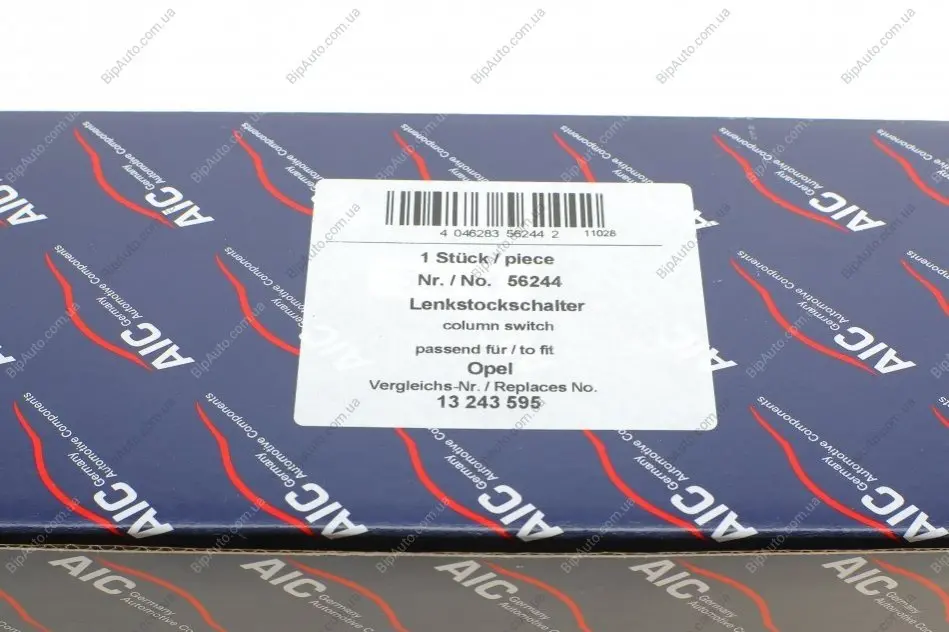 4 046283 56244 2 11028
1 Stück / piece
Nr. / No. 56244
Lenkstockschalter
column switch
passend für / to fit
Opel
Vergleichs-Nr. / Replaces No.
13 243 595
AIC Germany
Automotive Components
BipAuto.com.ua